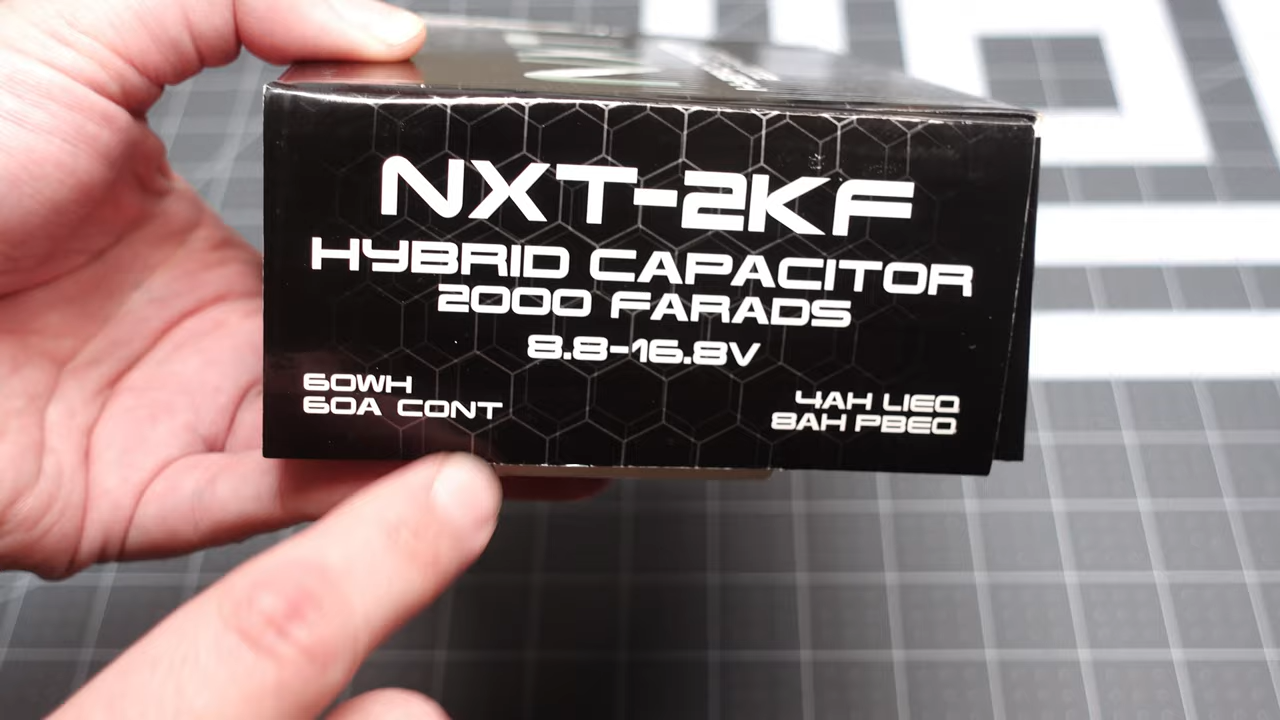 NXT-2KF
HYBRID CAPACITOR
2000 FARADS
8.8-16.8V
60WH
60A CONT
4AH LIEQ
8AH PBEQ